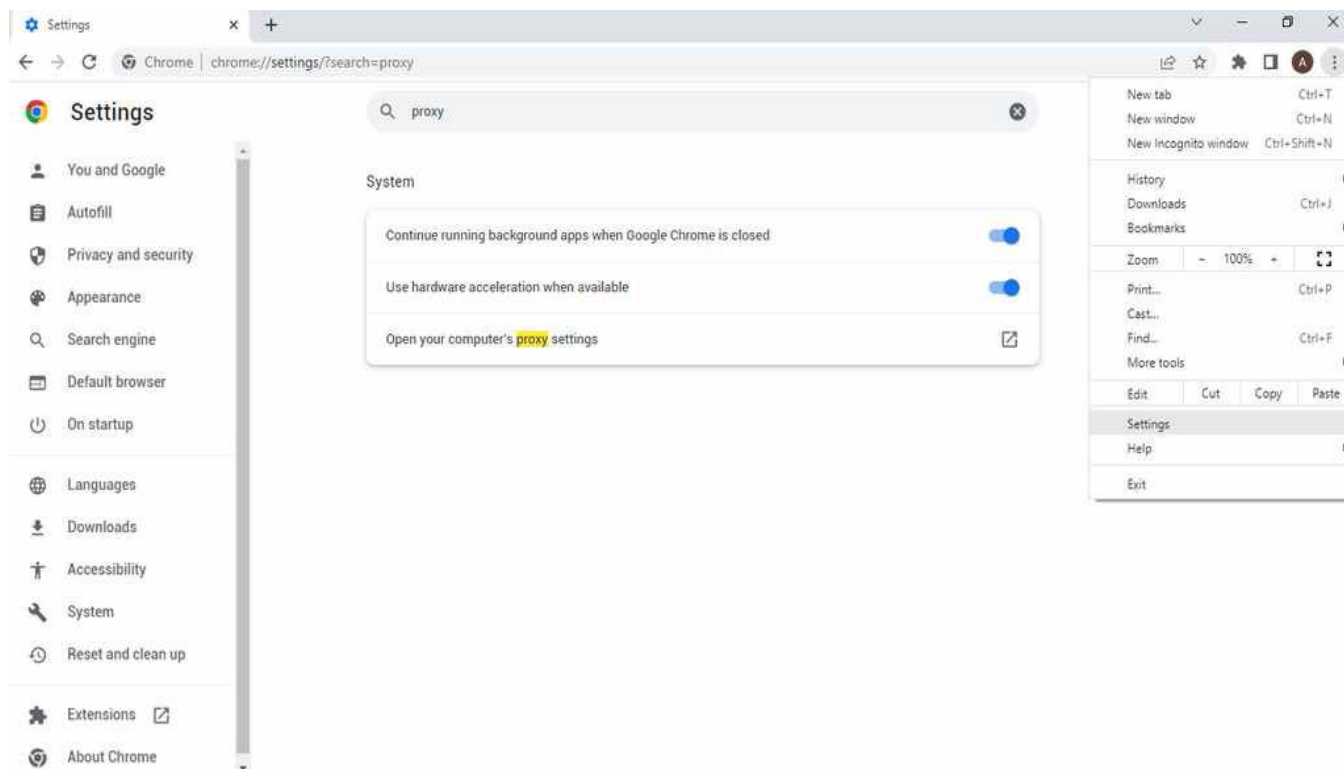 Settings
Chrome | chrome://settings/?search=proxy
A
Settings
proxy
You and Google
Autofill
Privacy and security
Appearance
Search engine
Default browser
On startup
Languages
Downloads
Accessibility
System
Reset and clean up
Extensions
About Chrome
System
Continue running background apps when Google Chrome is closed
Use hardware acceleration when available
Open your computer's proxy settings
New tab Ctrl+T
New window Ctrl+N
New Incognito window Ctrl+Shift+N
History
Downloads Ctrl+J
Bookmarks
Zoom - 100% +
Print... Ctrl+P
Cast...
Find... Ctrl+F
More tools
Edit Cut Copy Paste
Settings
Help
Exit